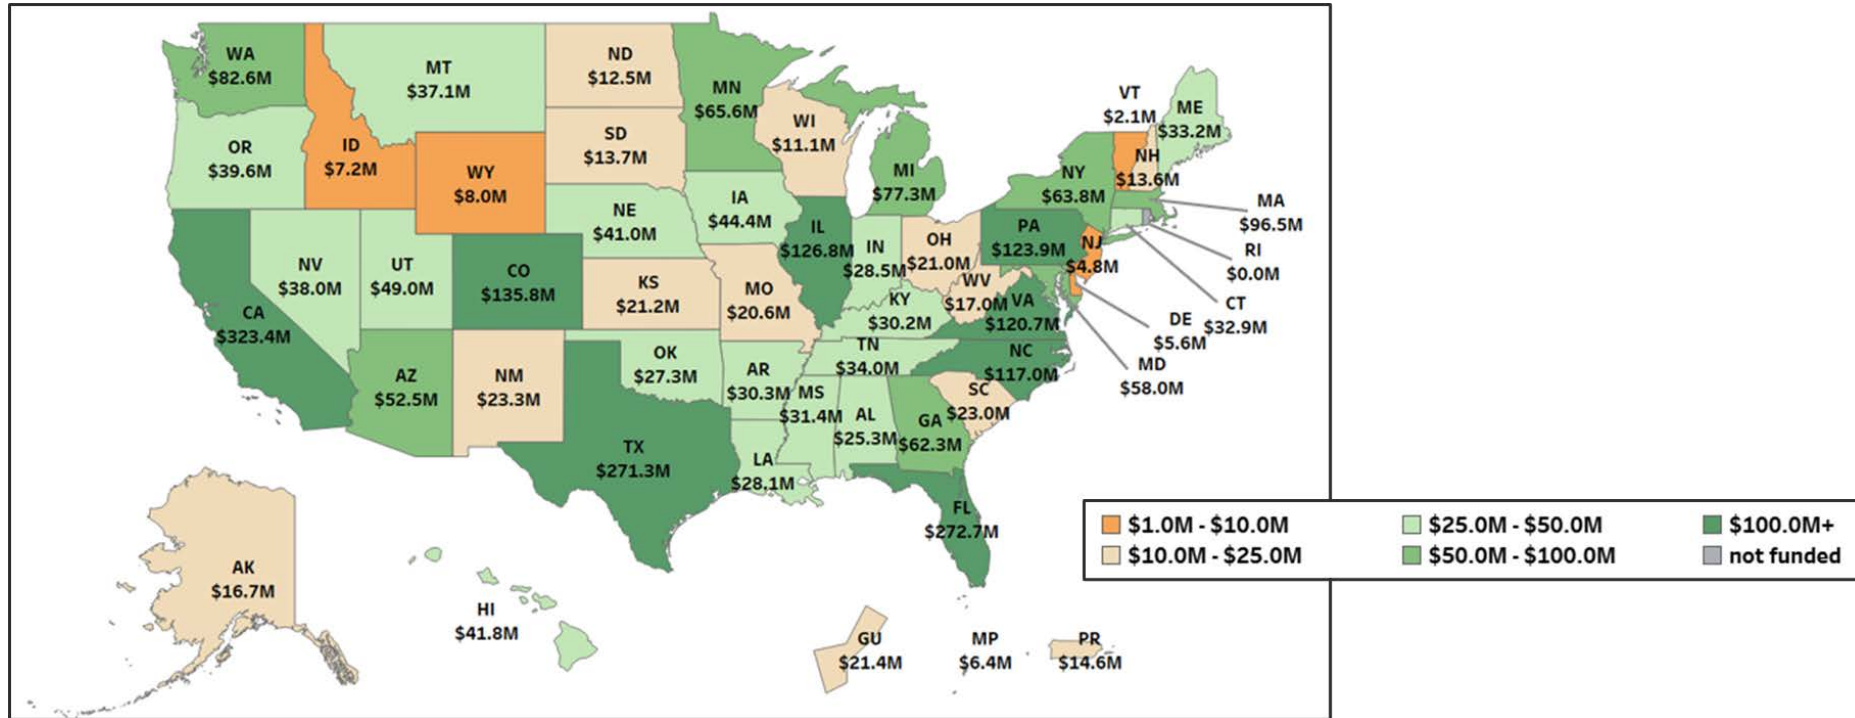 WA
$82.6M
MT
$37.1M
ND
$12.5M
MN
$65.6M
VT
$2.1M
ME
$33.2M
OR
$39.6M
ID
$7.2M
WY
$8.0M
SD
$13.7M
WI
$11.1M
MI
$77.3M
NY
$63.8M
NH
$13.6M
MA
$96.5M
RI
$0.0M
CT
$32.9M
NE
$41.0M
IA
$44.4M
IL
$126.8M
IN
$28.5M
OH
$21.0M
PA
$123.9M
NJ
$4.8M
DE
$5.6M
MD
$58.0M
CA
$323.4M
NV
$38.0M
UT
$49.0M
CO
$135.8M
KS
$21.2M
MO
$20.6M
KY
$30.2M
WV
$17.0M
VA
$120.7M
AZ
$52.5M
NM
$23.3M
OK
$27.3M
AR
$30.3M
TN
$34.0M
NC
$117.0M
SC
$23.0M
MS
$31.4M
AL
$25.3M
GA
$62.3M
TX
$271.3M
LA
$28.1M
FL
$272.7M
AK
$16.7M
HI
$41.8M
GU
$21.4M
MP
$6.4M
PR
$14.6M
$1.0M - $10.0M
$10.0M - $25.0M
$25.0M - $50.0M
$50.0M - $100.0M
$100.0M+
not funded